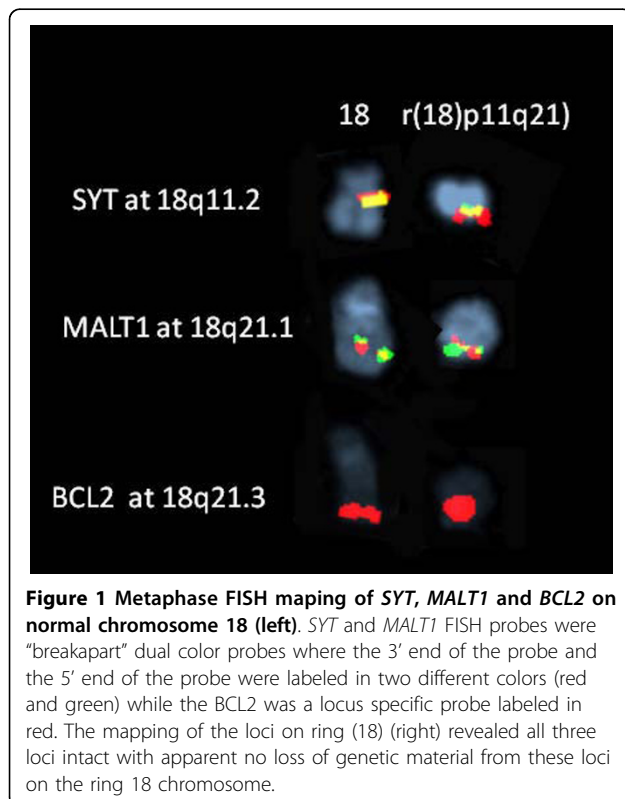 18 r(18)p11q21)
SYT at 18q11.2
MALT1 at 18q21.1
BCL2 at 18q21.3
Figure 1 Metaphase FISH maping of SYT, MALT1 and BCL2 on
normal chromosome 18 (left). SYT and MALT1 FISH probes were
“breakapart” dual color probes where the 3’ end of the probe and
the 5’ end of the probe were labeled in two different colors (red
and green) while the BCL2 was a locus specific probe labeled in
red. The mapping of the loci on ring (18) (right) revealed all three
loci intact with apparent no loss of genetic material from these loci
on the ring 18 chromosome.